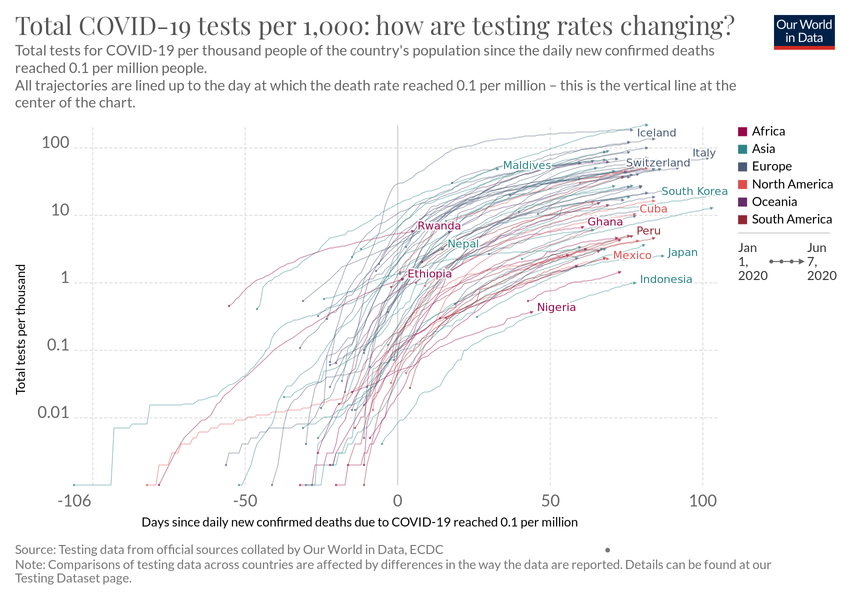 Total COVID-19 tests per 1,000: how are testing rates changing?
Our World
in Data
Total tests for COVID-19 per thousand people of the country's population since the daily new confirmed deaths
reached 0.1 per million people.
All trajectories are lined up to the day at which the death rate reached 0.1 per million – this is the vertical line at the
center of the chart.
100
10
1
0.1
0.01
Total tests per thousand
-106
-50
0
50
100
Days since daily new confirmed deaths due to COVID-19 reached 0.1 per million
Iceland
Italy
Maldives
Switzerland
South Korea
Cuba
Rwanda
Ghana
Peru
Nepal
Mexico
Japan
Ethiopia
Indonesia
Nigeria
Africa
Asia
Europe
North America
Oceania
South America
Jan
1,
2020
Jun
7,
2020
Source: Testing data from official sources collated by Our World in Data, ECDC
Note: Comparisons of testing data across countries are affected by differences in the way the data are reported. Details can be found at our
Testing Dataset page.